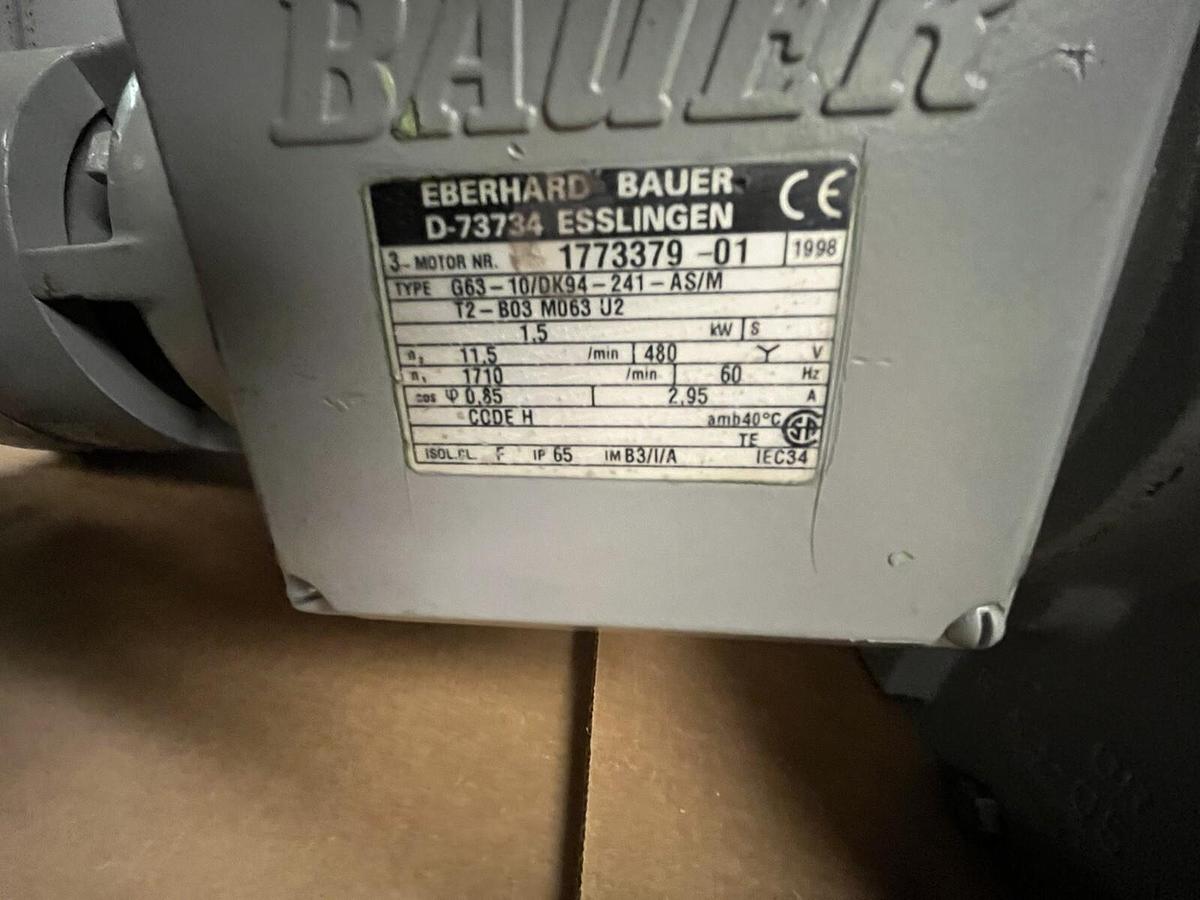 BAUER
EBERHARD BAUER CE
D-73734 ESSLINGEN
3~ MOTOR NR. 1773379-01 1998
TYPE G63-10/DK94-241-AS/M
T2-B03 M063 U2
1,5 kW S
n₂ 11,5 /min 480 Y V
n₁ 1710 /min 60 Hz
cos φ 0,85 2,95 A
CODE H amb40°C
TE
ISOL.CL. F IP 65 IM B3/I/A IEC34